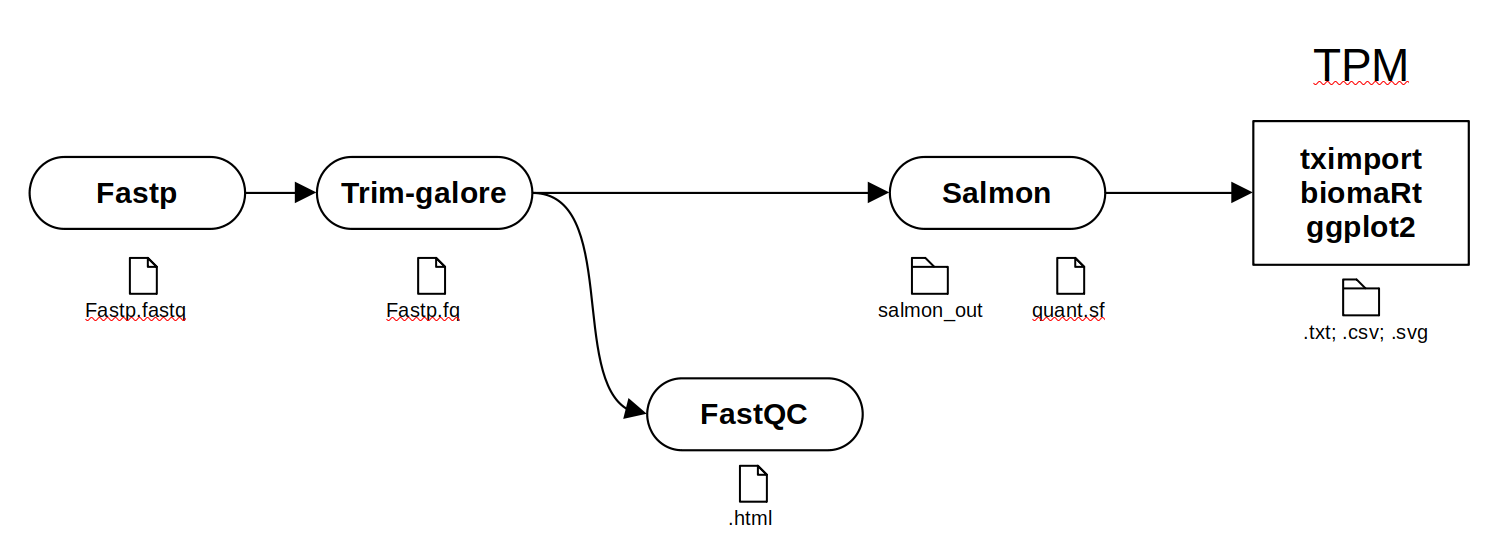 TPM
Fastp
Trim-galore
Salmon
tximport
biomaRt
ggplot2
Fastp.fastq
Fastp.fq
salmon_out
quant.sf
.txt; .csv; .svg
FastQC
.html